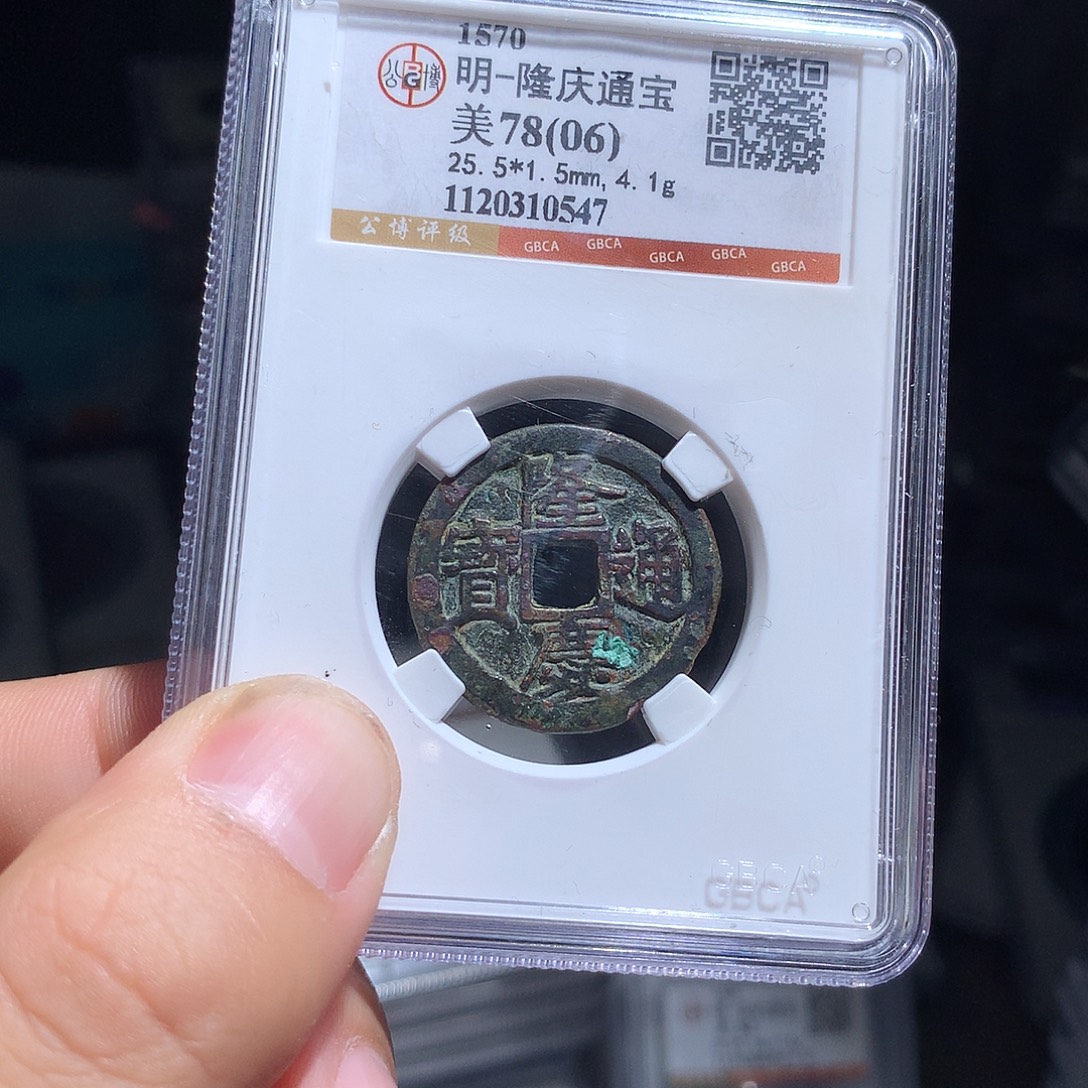 1570
明-隆庆通宝
美78(06)
25.5*1.5mm, 4.1g
1120310547
公博评级
GBCA GBCA GBCA GBCA GBCA
隆
寶 通
慶
GBCA